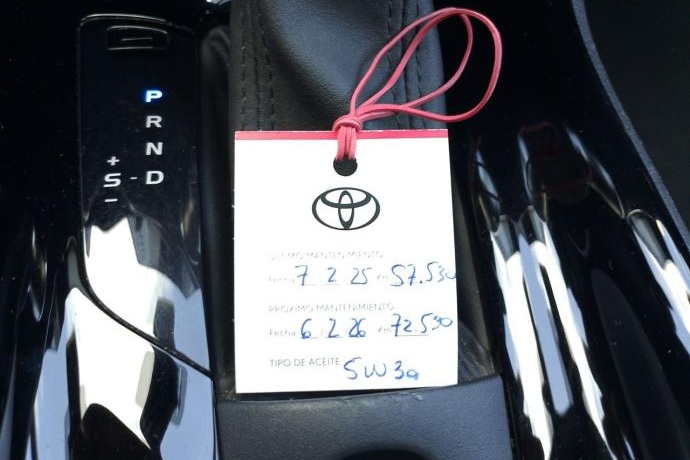 P
R
N
+
S - D
-
ÚLTIMO MANTENIMIENTO
Fecha 7 2 25 Km 57.530
PRÓXIMO MANTENIMIENTO
Fecha 6 2 26 Km 72.530
TIPO DE ACEITE 5W30